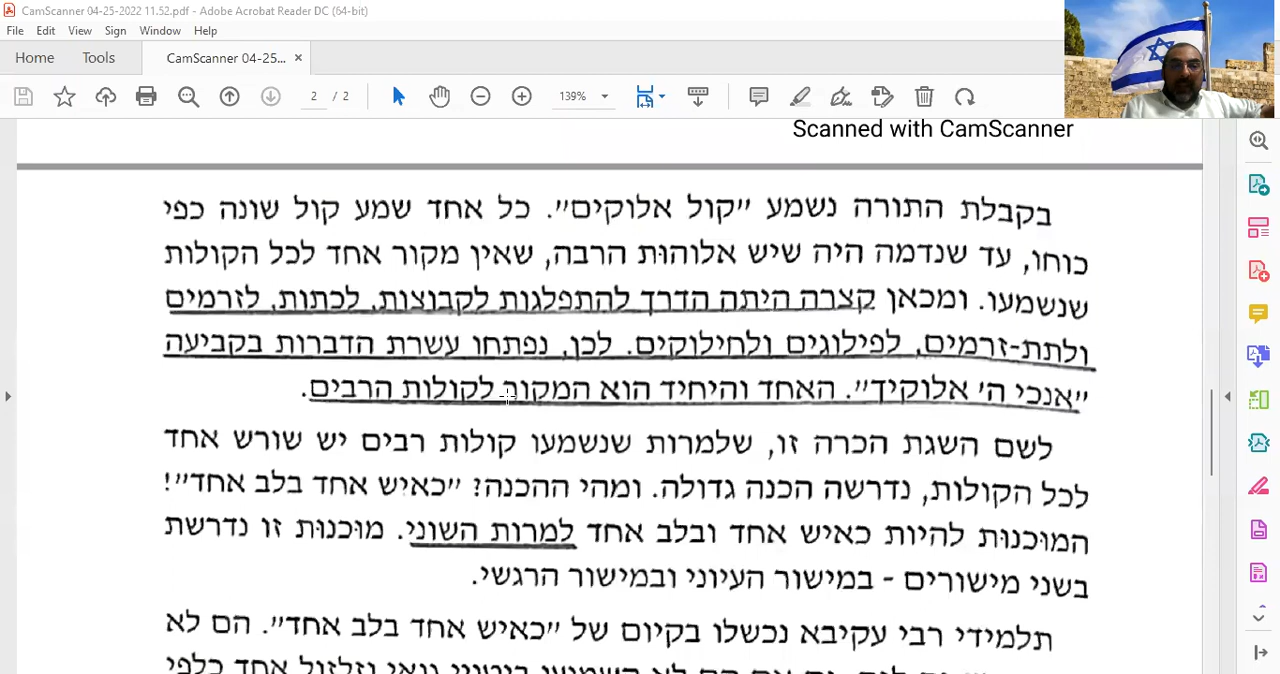 CamScanner 04-25-2022 11.52.pdf - Adobe Acrobat Reader DC (64-bit)
File Edit View Sign Window Help
Home Tools CamScanner 04-25... ×
2 / 2 139%
Scanned with CamScanner
בקבלת התורה נשמע ״קול אלוקים״. כל אחד שמע קול שונה כפי
כוחו, עד שנדמה היה שיש אלוהות הרבה, שאין מקור אחד לכל הקולות
שנשמעו. ומכאן קצרה היתה הדרך להתפלגות לקבוצות, לכתות, לזרמים
ולתת-זרמים, לפילוגים ולחילוקים. לכן, נפתחו עשרת הדברות בקביעה
״אנכי ה׳ אלוקיך״. האחד והיחיד הוא המקור לקולות הרבים.
לשם השגת הכרה זו, שלמרות שנשמעו קולות רבים יש שורש אחד
לכל הקולות, נדרשה הכנה גדולה. ומהי ההכנה? ״כאיש אחד בלב אחד״!
המוכנות להיות כאיש אחד ובלב אחד למרות השוני. מוכנות זו נדרשת
בשני מישורים - במישור העיוני ובמישור הרגשי.
תלמידי רבי עקיבא נכשלו בקיום של ״כאיש אחד בלב אחד״. הם לא